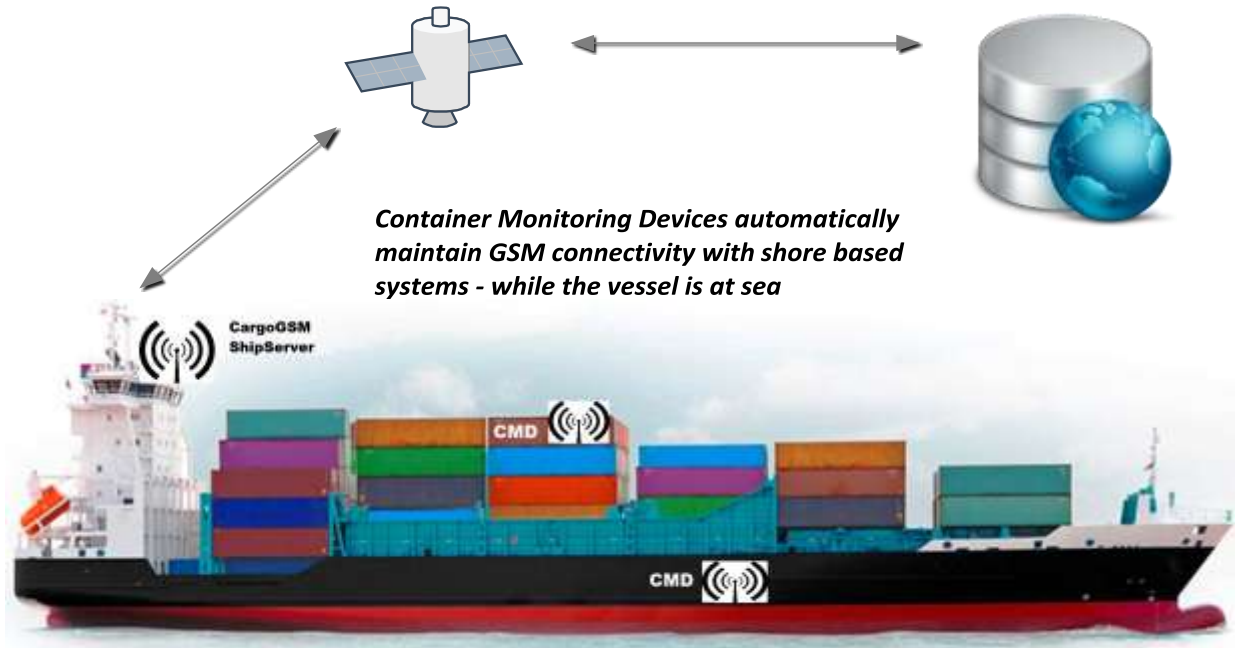 Container Monitoring Devices automatically
maintain GSM connectivity with shore based
systems - while the vessel is at sea
CargoGSM
ShipServer
CMD
CMD